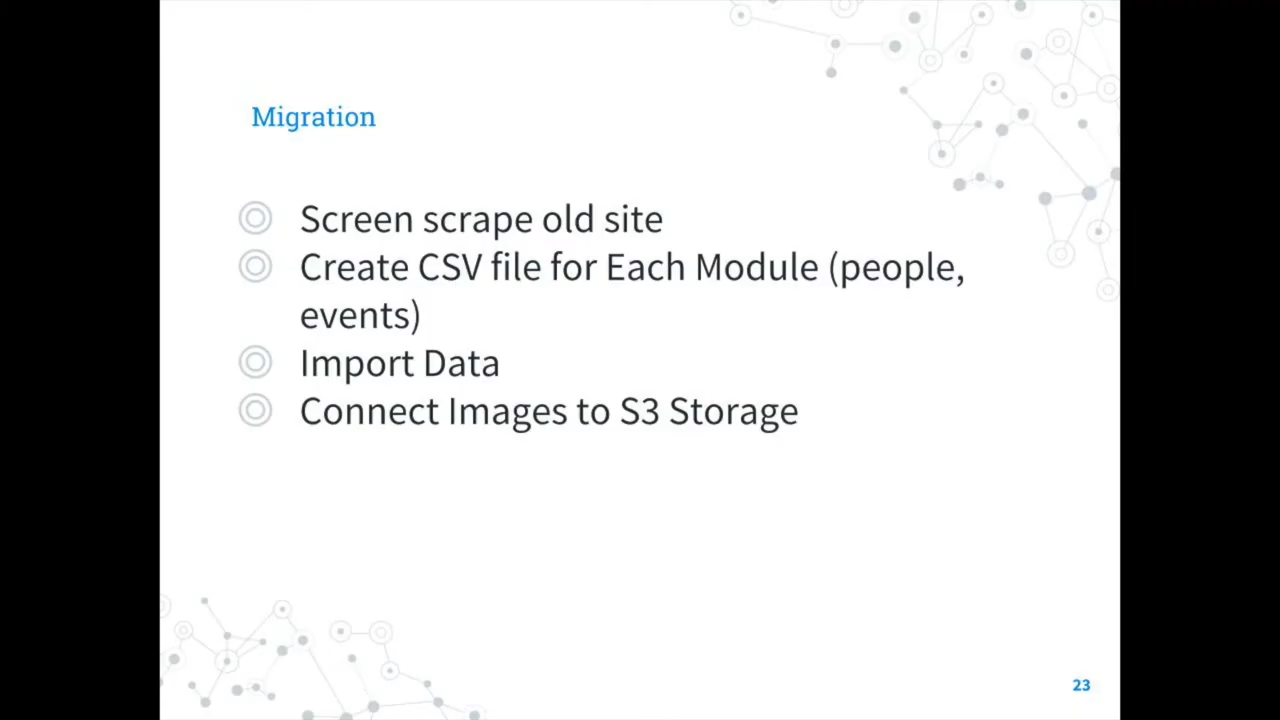 Migration
Screen scrape old site
Create CSV file for Each Module (people,
events)
Import Data
Connect Images to S3 Storage
23